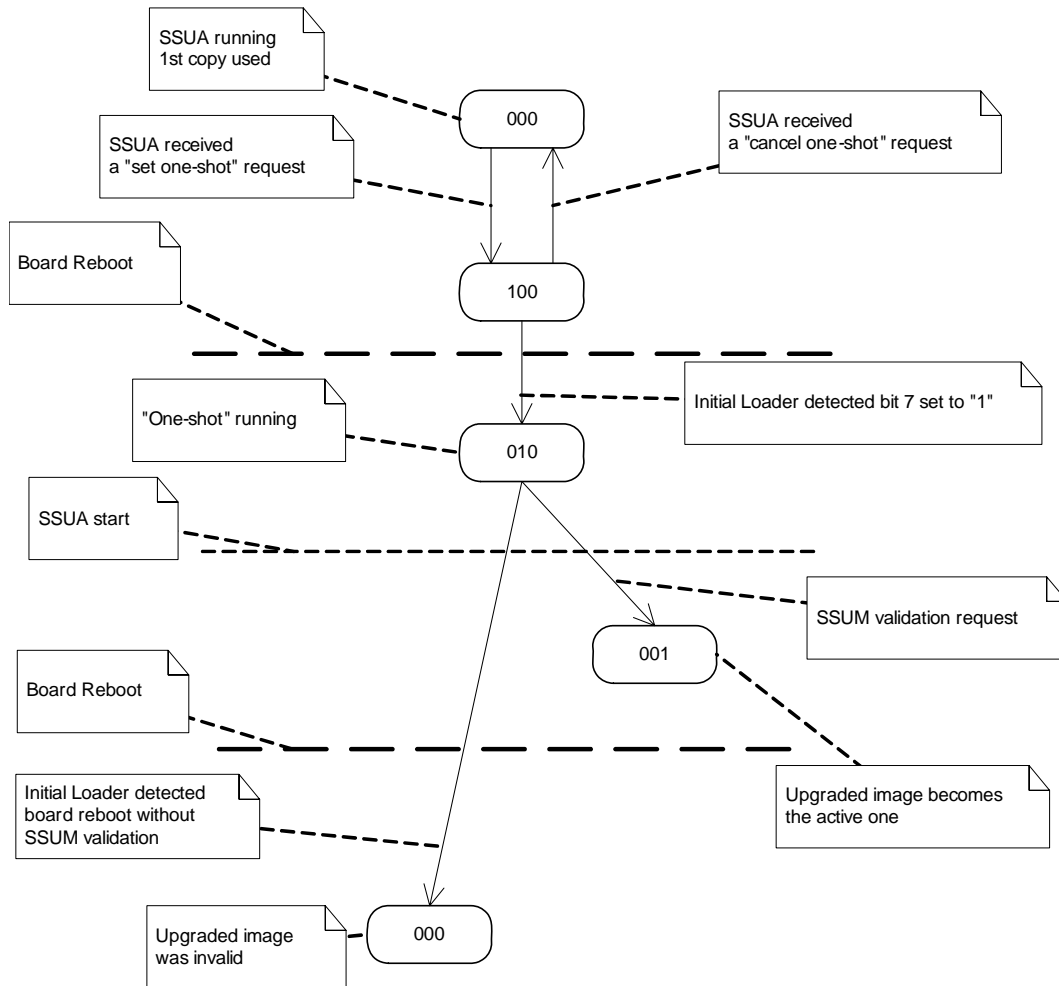 SSUA running
1st copy used
000
SSUA received
a "set one-shot" request
SSUA received
a "cancel one-shot" request
Board Reboot
100
"One-shot" running
Initial Loader detected bit 7 set to "1"
010
SSUA start
SSUM validation request
001
Board Reboot
Initial Loader detected
board reboot without
SSUM validation
Upgraded image becomes
the active one
000
Upgraded image
was invalid